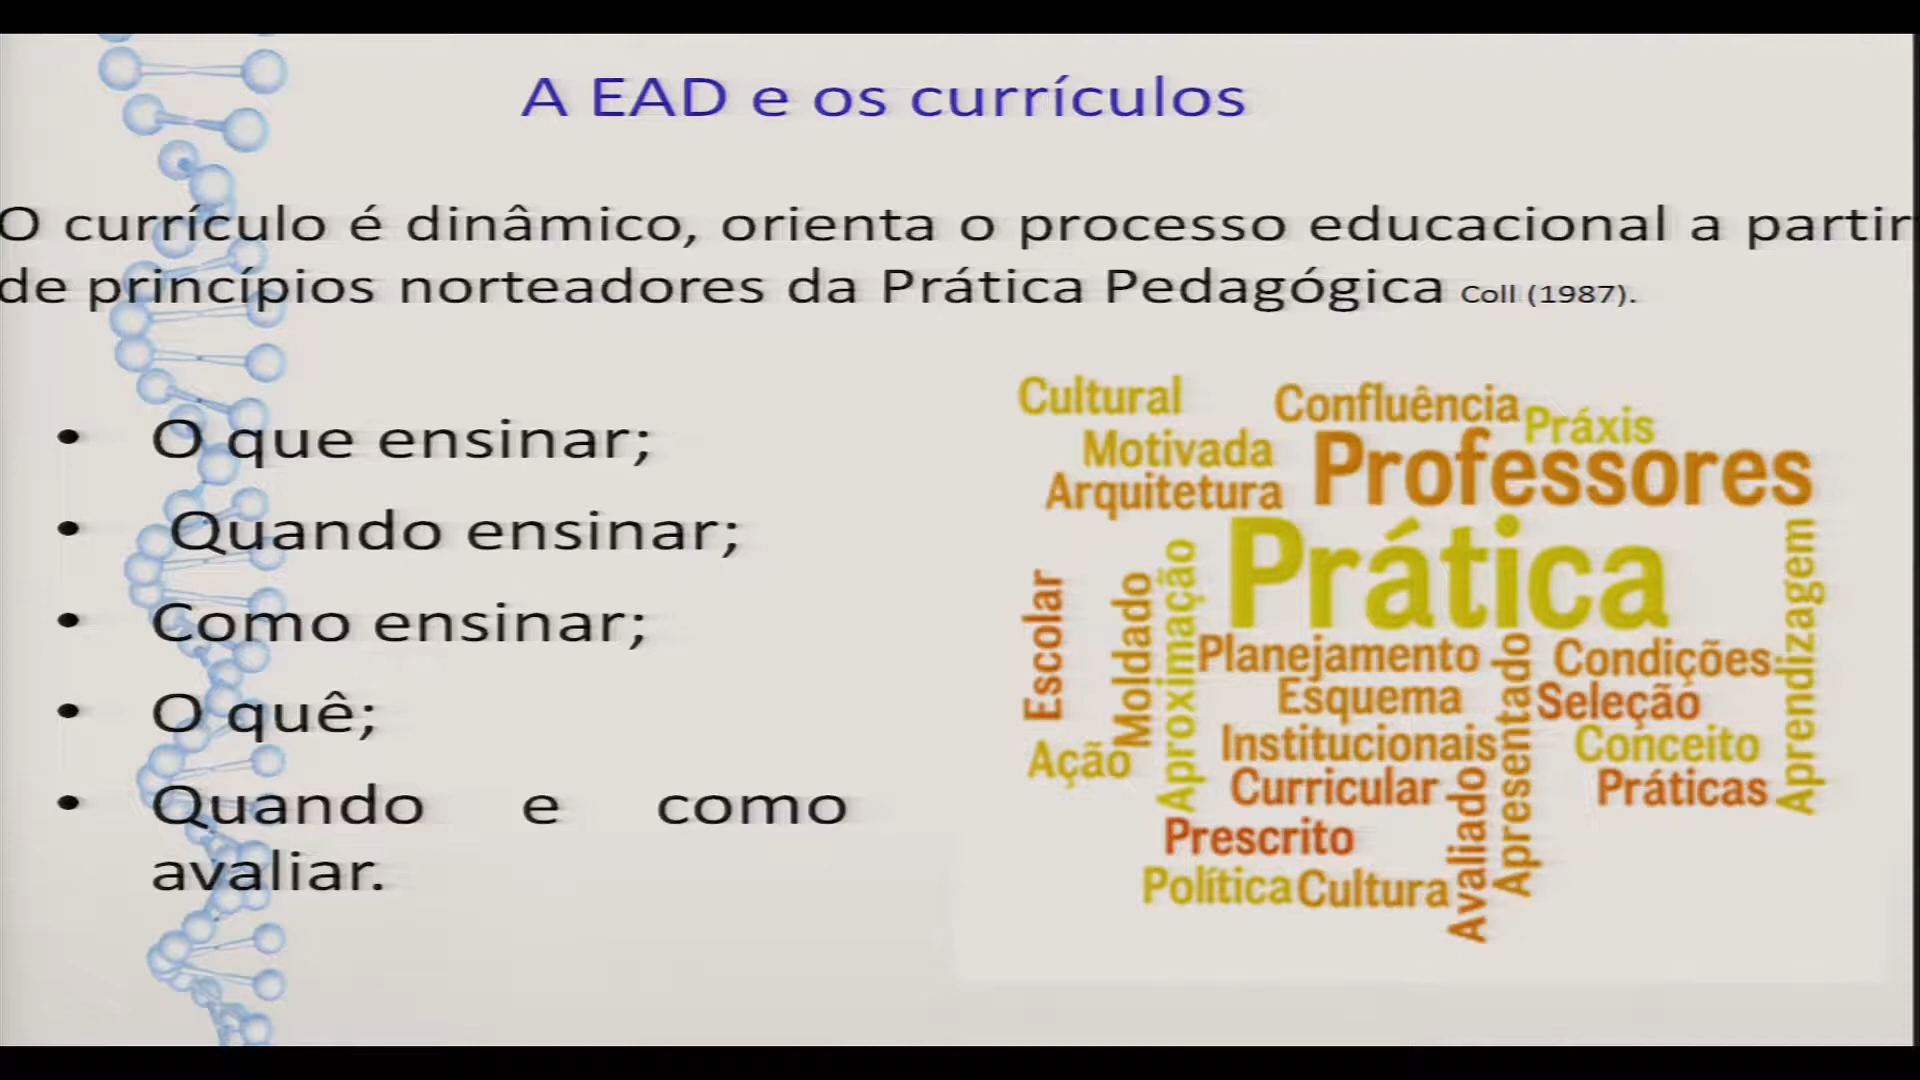 A EAD e os currículos
O currículo é dinâmico, orienta o processo educacional a partir
de princípios norteadores da Prática Pedagógica Coll (1987).
• O que ensinar;
• Quando ensinar;
• Como ensinar;
• O quê;
• Quando e como
avaliar.
Cultural
Confluência
Práxis
Motivada
Professores
Arquitetura
Prática
Escolar
Moldado
Aproximação
Aprendizagem
Planejamento
Condições
Esquema
Seleção
Apresentado
Institucionais
Conceito
Ação
Curricular
Práticas
Prescrito
Avaliado
Política
Cultura